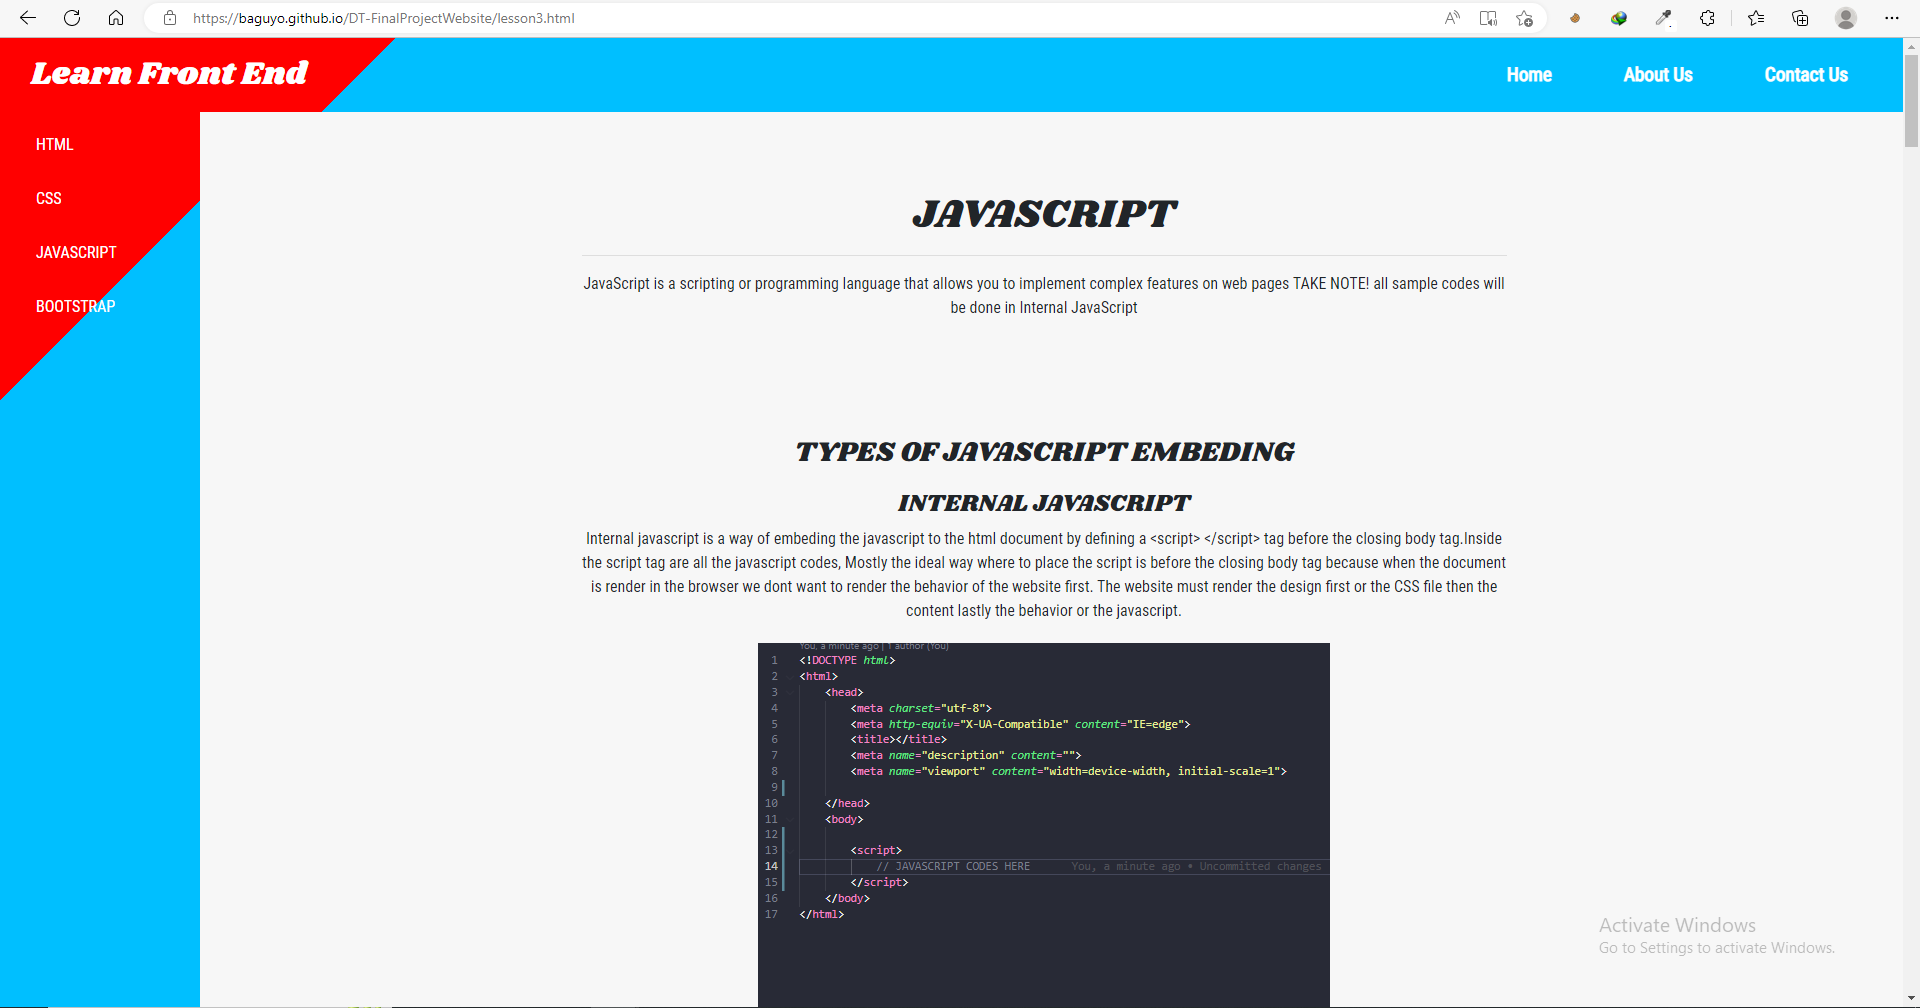 https://baguyo.github.io/DT-FinalProjectWebsite/lesson3.html
Learn Front End
Home
About Us
Contact Us
HTML
CSS
JAVASCRIPT
BOOTSTRAP
JAVASCRIPT
JavaScript is a scripting or programming language that allows you to implement complex features on web pages TAKE NOTE! all sample codes will
be done in Internal JavaScript
TYPES OF JAVASCRIPT EMBEDING
INTERNAL JAVASCRIPT
Internal javascript is a way of embeding the javascript to the html document by defining a <script> </script> tag before the closing body tag.Inside
the script tag are all the javascript codes, Mostly the ideal way where to place the script is before the closing body tag because when the document
is render in the browser we dont want to render the behavior of the website first. The website must render the design first or the CSS file then the
content lastly the behavior or the javascript.
You, a minute ago | 1 author (You)
1 <!DOCTYPE html>
2 <html>
3 <head>
4 <meta charset="utf-8">
5 <meta http-equiv="X-UA-Compatible" content="IE=edge">
6 <title></title>
7 <meta name="description" content="">
8 <meta name="viewport" content="width=device-width, initial-scale=1">
9
10 </head>
11 <body>
12
13 <script>
14 // JAVASCRIPT CODES HERE You, a minute ago • Uncommitted changes
15 </script>
16 </body>
17 </html>
Activate Windows
Go to Settings to activate Windows.